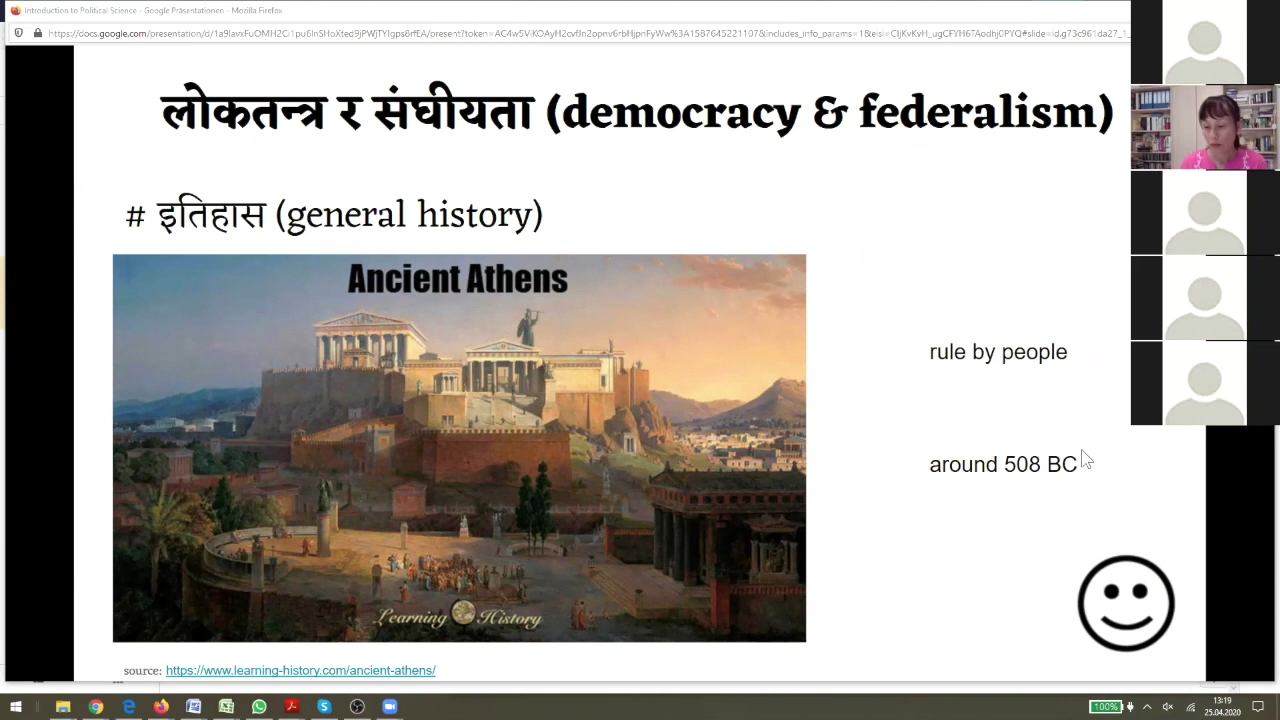 Introduction to Political Science - Google Präsentationen - Mozilla Firefox
लोकतन्त्र र संघीयता (democracy & federalism)
# इतिहास (general history)
Ancient Athens
rule by people
around 508 BC
Learning History
source: https://www.learning-history.com/ancient-athens/
100%
13:19
25.04.2020